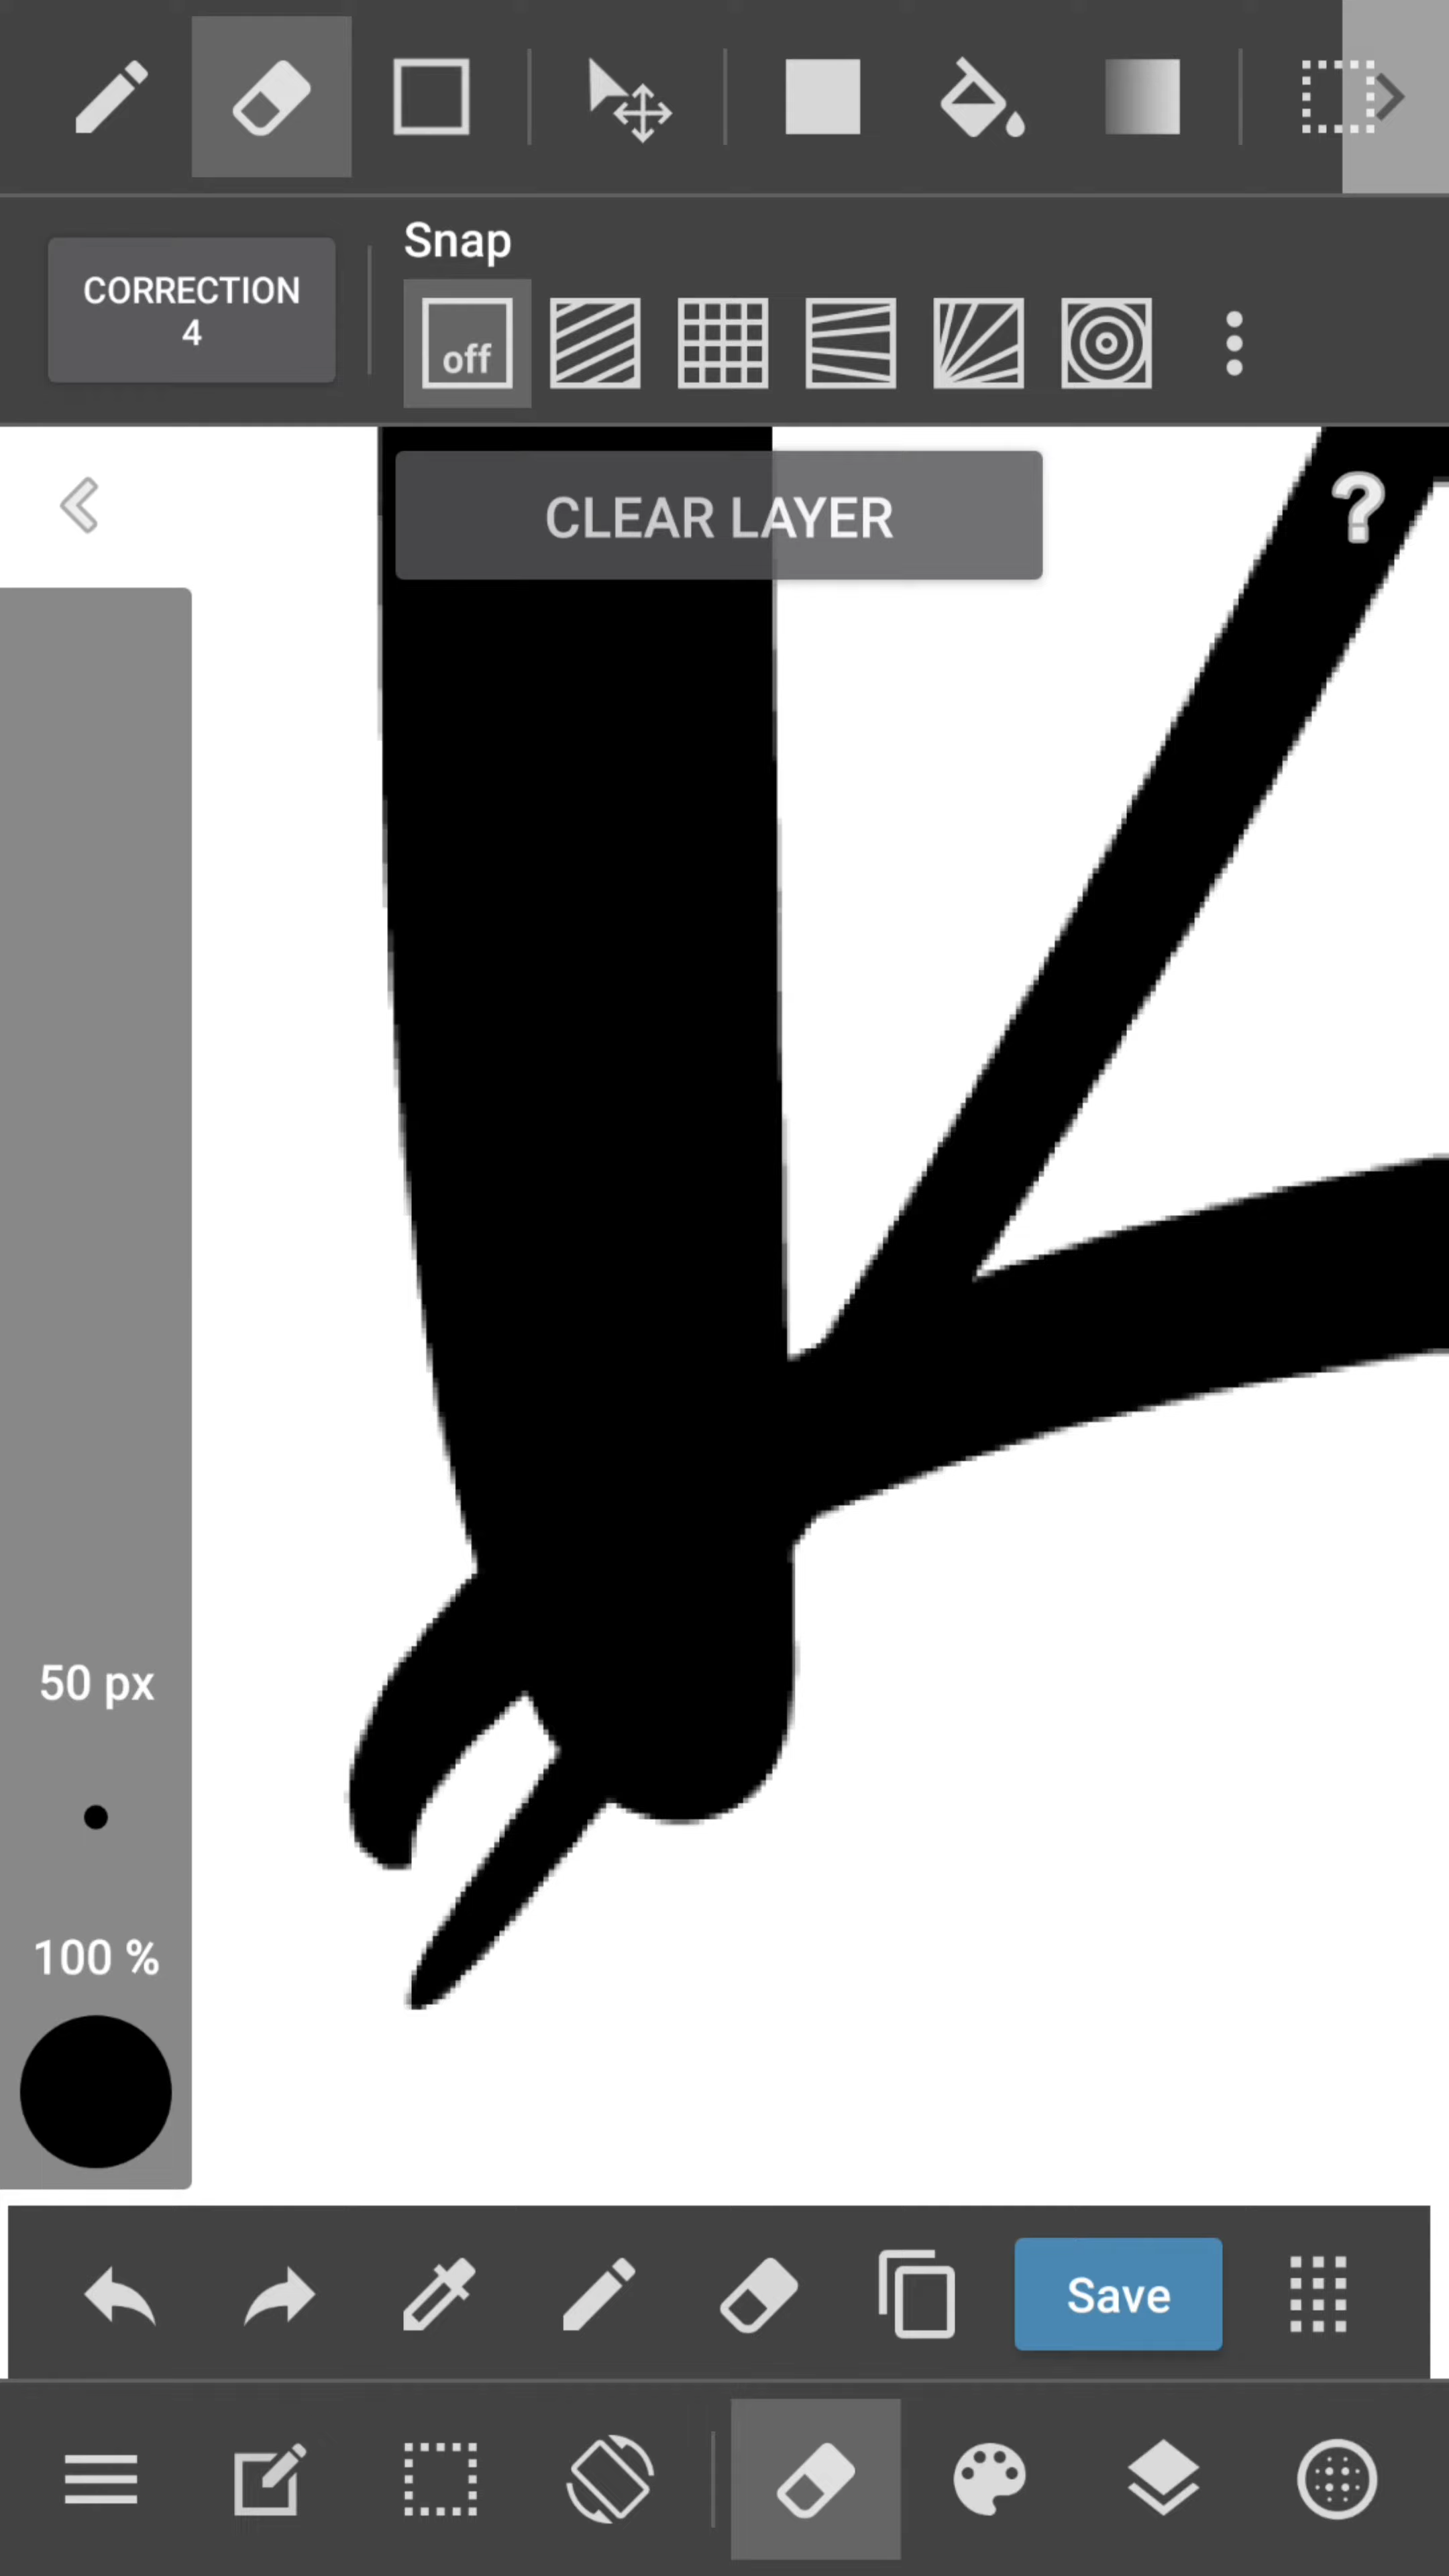 Snap
CORRECTION
4
off
CLEAR LAYER
?
50 px
100 %
Save